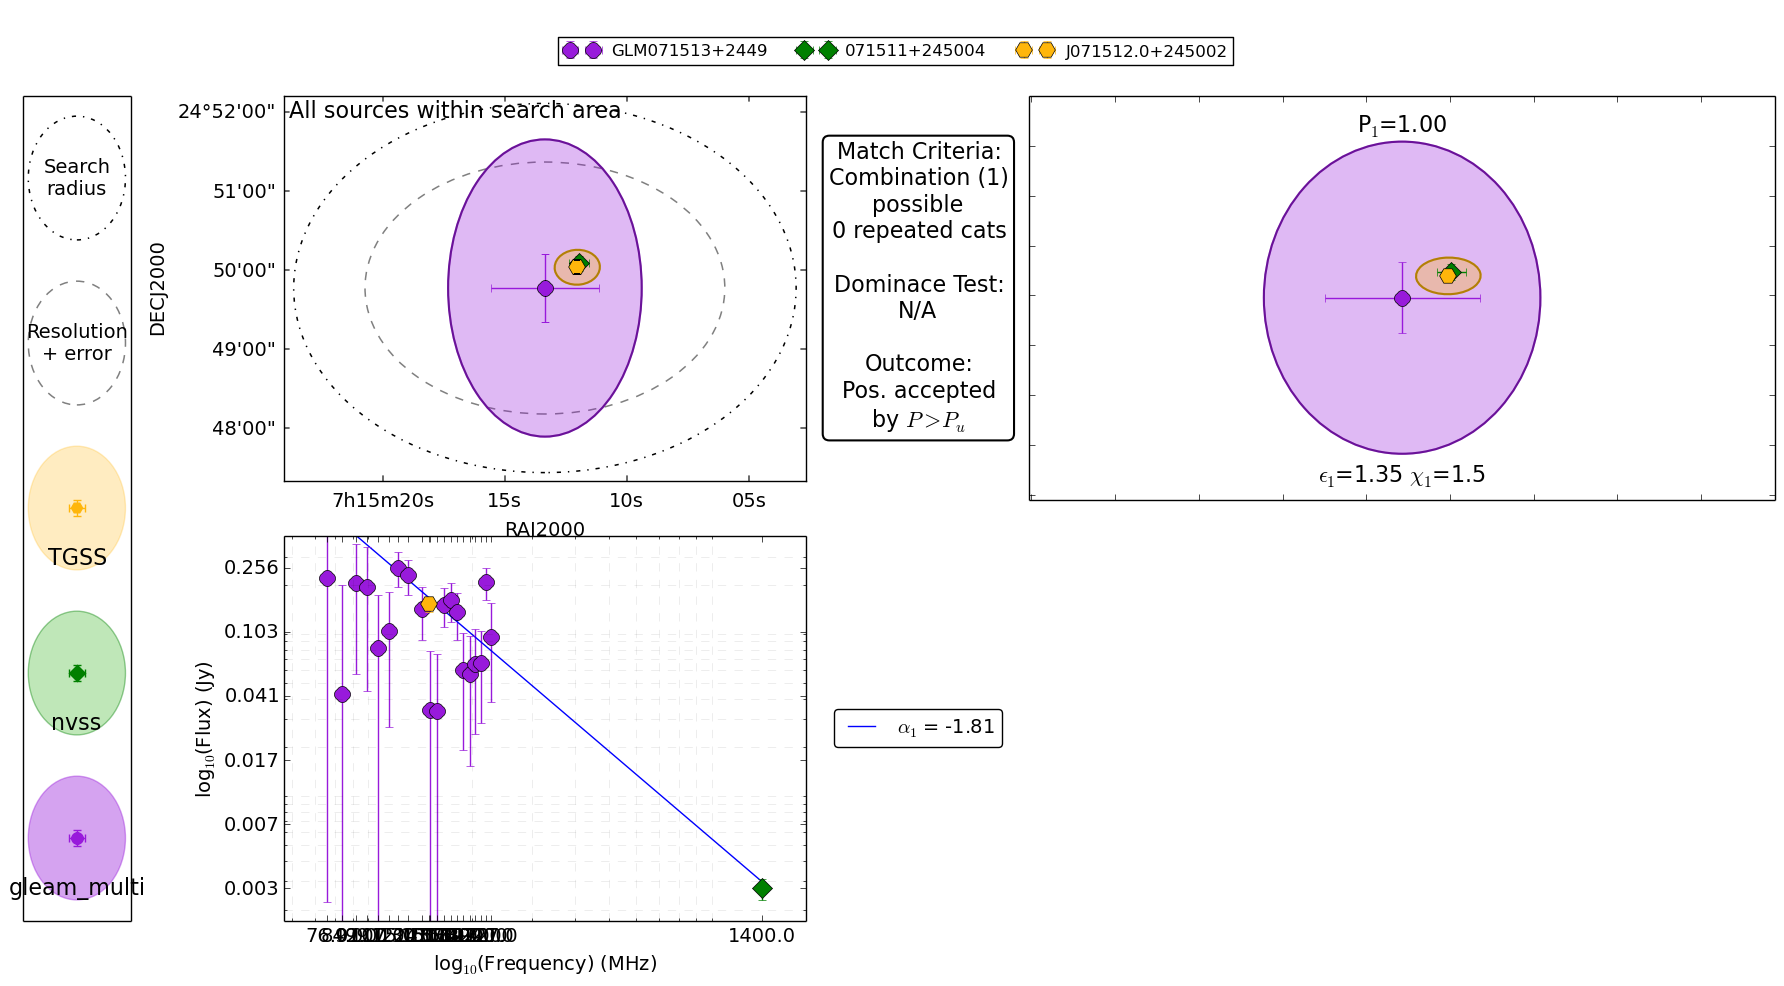 GLM071513+2449 071511+245004 J071512.0+245002
Search
radius
Resolution
+ error
TGSS
nvss
gleam_multi
All sources within search area
24°52'00"
51'00"
50'00"
49'00"
48'00"
DECJ2000
7h15m20s 15s 10s 05s
RAJ2000
Match Criteria:
Combination (1)
possible
0 repeated cats
Dominace Test:
N/A
Outcome:
Pos. accepted
by P>Pᵤ
P₁=1.00
ϵ₁=1.35 χ₁=1.5
0.256
0.103
0.041
0.017
0.007
0.003
log₁₀(Flux) (Jy)
1400.0
log₁₀(Frequency) (MHz)
α₁ = -1.81